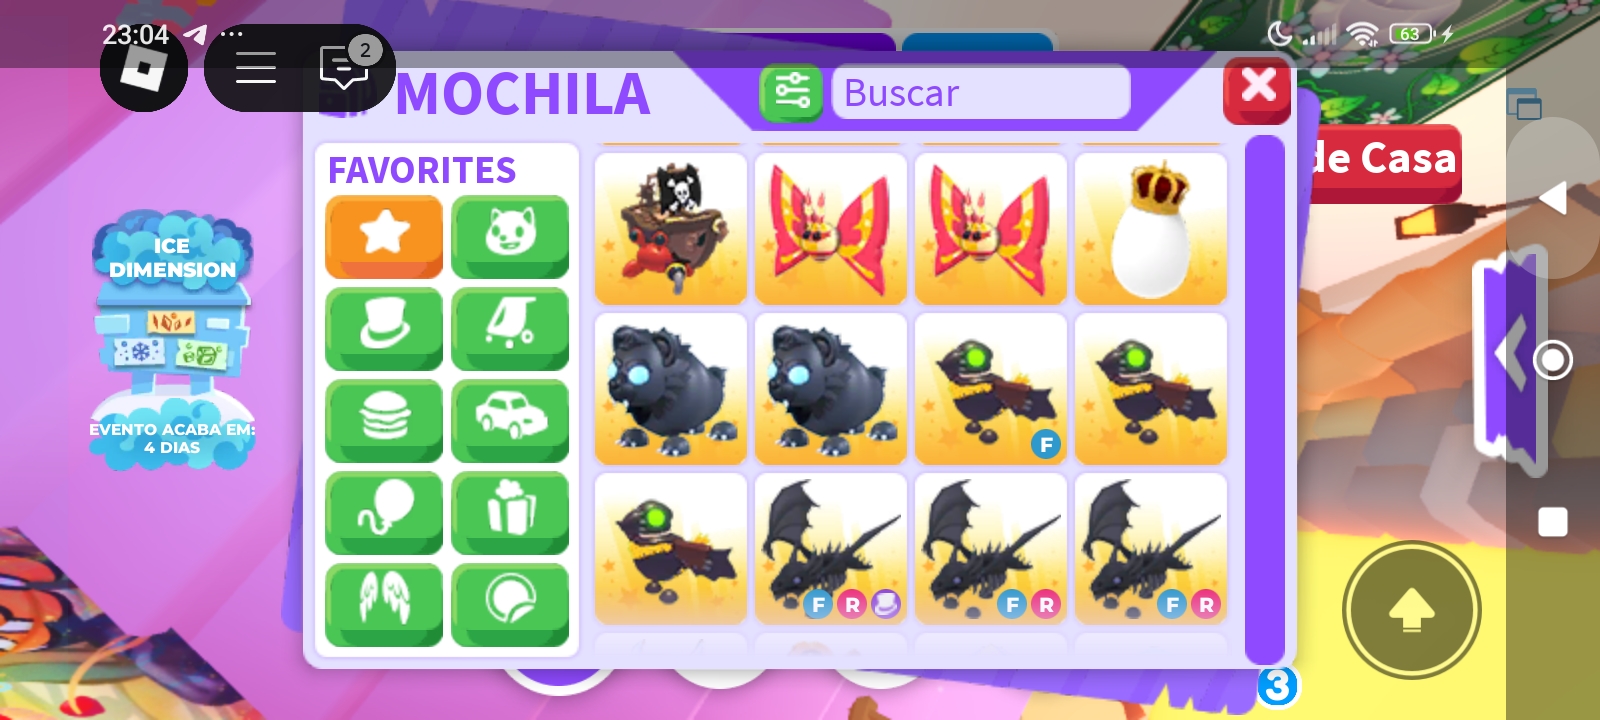 23:04
63
2
MOCHILA
Buscar
de Casa
FAVORITES
ICE
DIMENSION
EVENTO ACABA EM:
4 DIAS
F
F R
F R
F R
3